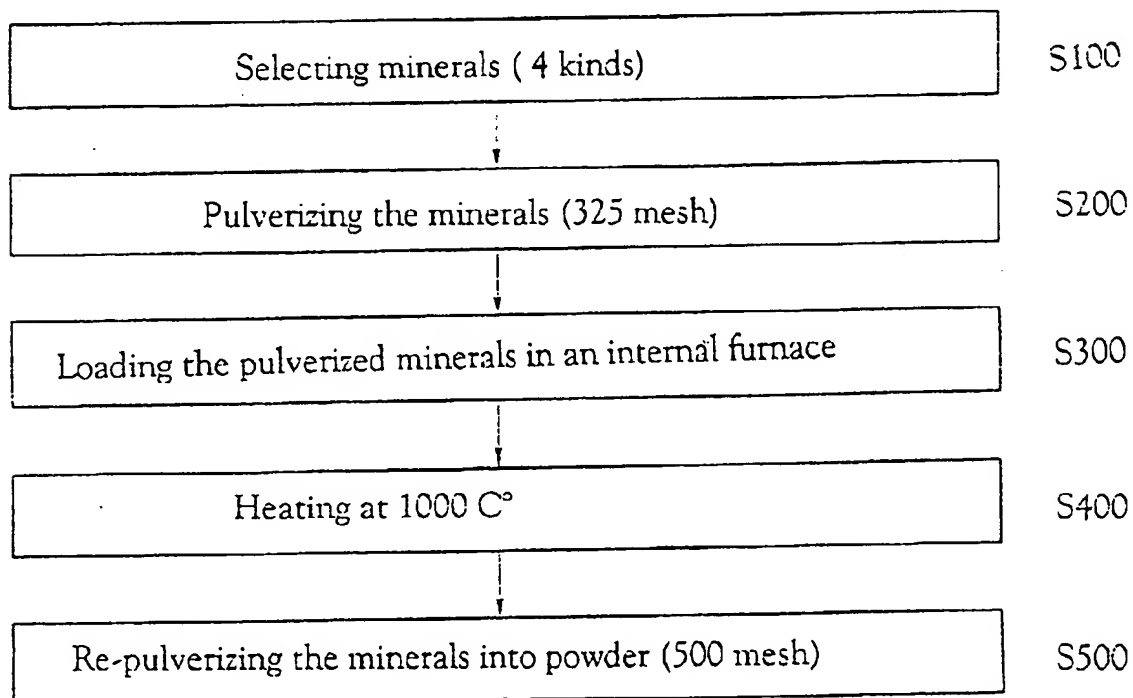 Selecting minerals ( 4 kinds) S100
Pulverizing the minerals (325 mesh) S200
Loading the pulverized minerals in an internal furnace S300
Heating at 1000 C° S400
Re-pulverizing the minerals into powder (500 mesh) S500